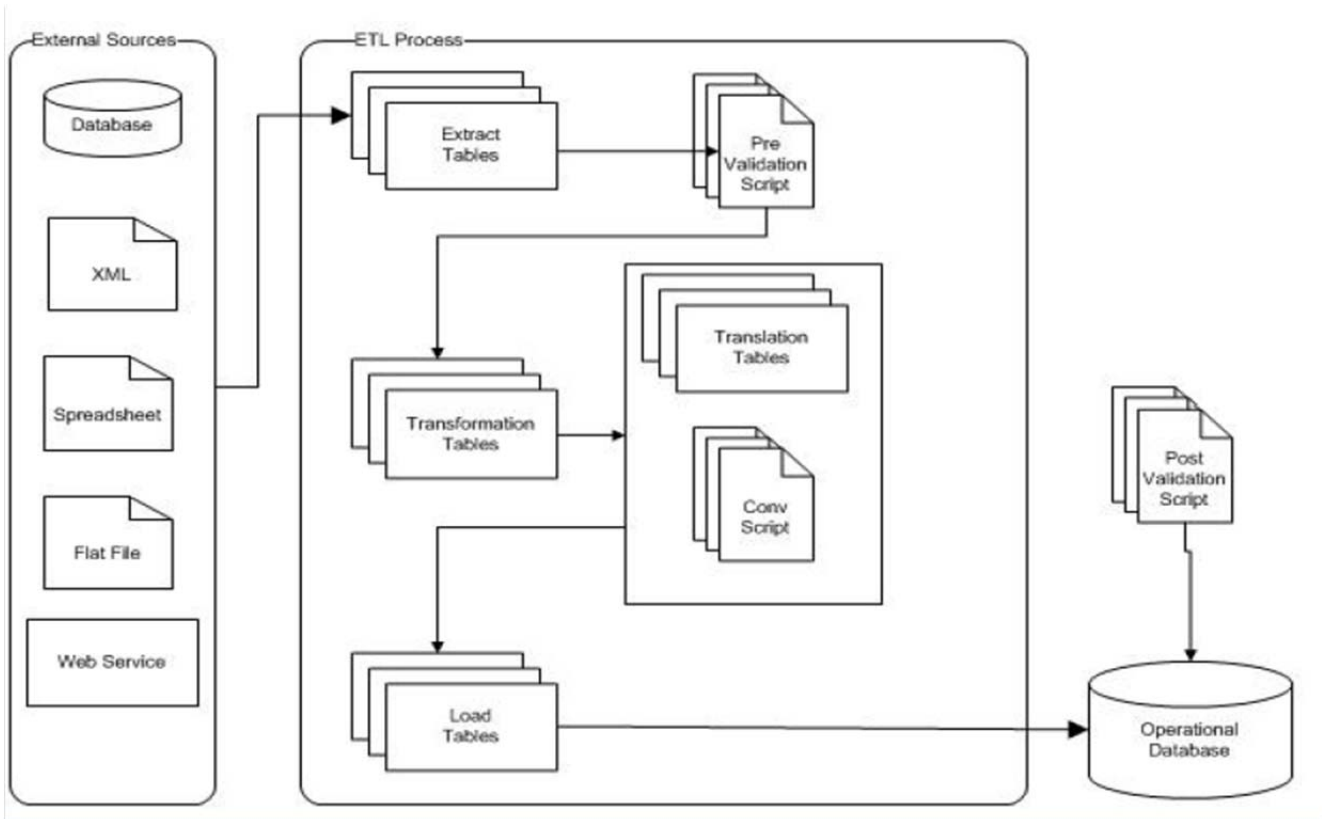 External Sources
Database
XML
Spreadsheet
Flat File
Web Service
ETL Process
Extract
Tables
Pre
Validation
Script
Translation
Tables
Transformation
Tables
Conv
Script
Load
Tables
Post
Validation
Script
Operational
Database